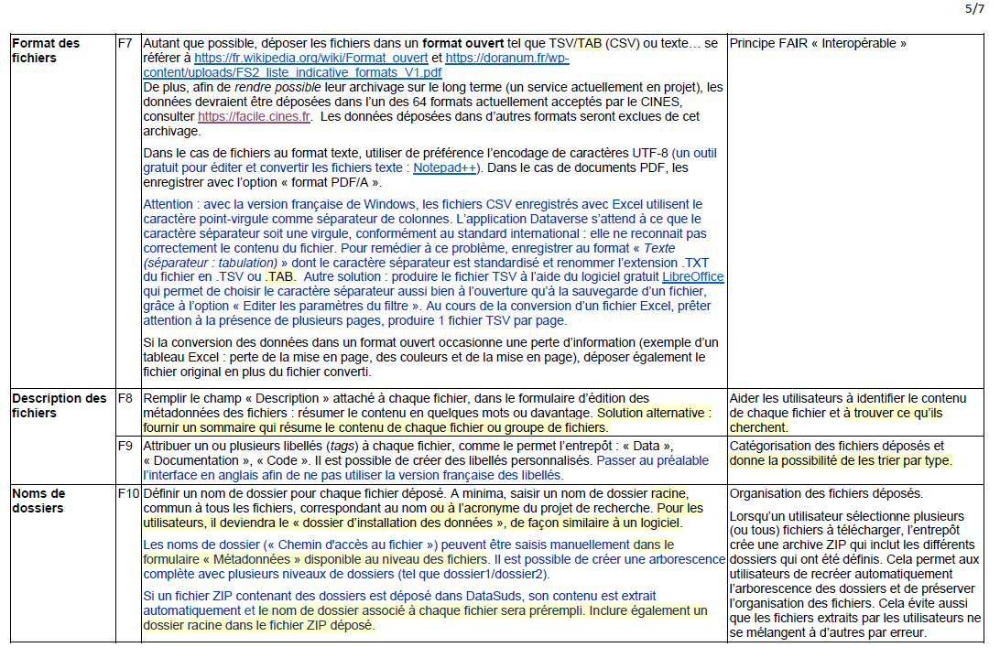 5/7
Format des
fichiers
F7
Autant que possible, déposer les fichiers dans un format ouvert tel que TSV/TAB (CSV) ou texte… se
référer à https://fr.wikipedia.org/wiki/Format_ouvert et https://doranum.fr/wp-
content/uploads/FS2_liste_indicative_formats_V1.pdf
De plus, afin de rendre possible leur archivage sur le long terme (un service actuellement en projet), les
données devraient être déposées dans l'un des 64 formats actuellement acceptés par le CINES,
consulter https://facile.cines.fr.  Les données déposées dans d'autres formats seront exclues de cet
archivage.
Dans le cas de fichiers au format texte, utiliser de préférence l'encodage de caractères UTF-8 (un outil
gratuit pour éditer et convertir les fichiers texte : Notepad++). Dans le cas de documents PDF, les
enregistrer avec l'option « format PDF/A ».
Attention : avec la version française de Windows, les fichiers CSV enregistrés avec Excel utilisent le
caractère point-virgule comme séparateur de colonnes. L'application Dataverse s'attend à ce que le
caractère séparateur soit une virgule, conformément au standard international : elle ne reconnait pas
correctement le contenu du fichier. Pour remédier à ce problème, enregistrer au format « Texte
(séparateur : tabulation) » dont le caractère séparateur est standardisé et renommer l'extension .TXT
du fichier en .TSV ou .TAB.  Autre solution : produire le fichier TSV à l'aide du logiciel gratuit LibreOffice
qui permet de choisir le caractère séparateur aussi bien à l'ouverture qu'à la sauvegarde d'un fichier,
grâce à l'option « Editer les paramètres du filtre ». Au cours de la conversion d'un fichier Excel, prêter
attention à la présence de plusieurs pages, produire 1 fichier TSV par page.
Si la conversion des données dans un format ouvert occasionne une perte d'information (exemple d'un
tableau Excel : perte de la mise en page, des couleurs et de la mise en page), déposer également le
fichier original en plus du fichier converti.
Principe FAIR « Interopérable »
Description des
fichiers
F8
Remplir le champ « Description » attaché à chaque fichier, dans le formulaire d'édition des
métadonnées des fichiers : résumer le contenu en quelques mots ou davantage. Solution alternative :
fournir un sommaire qui résume le contenu de chaque fichier ou groupe de fichiers.
Aider les utilisateurs à identifier le contenu
de chaque fichier et à trouver ce qu'ils
cherchent.
F9
Attribuer un ou plusieurs libellés (tags) à chaque fichier, comme le permet l'entrepôt : « Data »,
« Documentation », « Code ». Il est possible de créer des libellés personnalisés. Passer au préalable
l'interface en anglais afin de ne pas utiliser la version française des libellés.
Catégorisation des fichiers déposés et
donne la possibilité de les trier par type.
Noms de
dossiers
F10
Définir un nom de dossier pour chaque fichier déposé. A minima, saisir un nom de dossier racine,
commun à tous les fichiers, correspondant au nom ou à l'acronyme du projet de recherche. Pour les
utilisateurs, il deviendra le « dossier d'installation des données », de façon similaire à un logiciel.
Les noms de dossier (« Chemin d'accès au fichier ») peuvent être saisis manuellement dans le
formulaire « Métadonnées » disponible au niveau des fichiers. Il est possible de créer une arborescence
complète avec plusieurs niveaux de dossiers (tel que dossier1/dossier2).
Si un fichier ZIP contenant des dossiers est déposé dans DataSuds, son contenu est extrait
automatiquement et le nom de dossier associé à chaque fichier sera prérempli. Inclure également un
dossier racine dans le fichier ZIP déposé.
Organisation des fichiers déposés.
Lorsqu'un utilisateur sélectionne plusieurs
(ou tous) fichiers à télécharger, l'entrepôt
crée une archive ZIP qui inclut les différents
dossiers qui ont été définis. Cela permet aux
utilisateurs de recréer automatiquement
l'arborescence des dossiers et de préserver
l'organisation des fichiers. Cela évite aussi
que les fichiers extraits par les utilisateurs ne
se mélangent à d'autres par erreur.